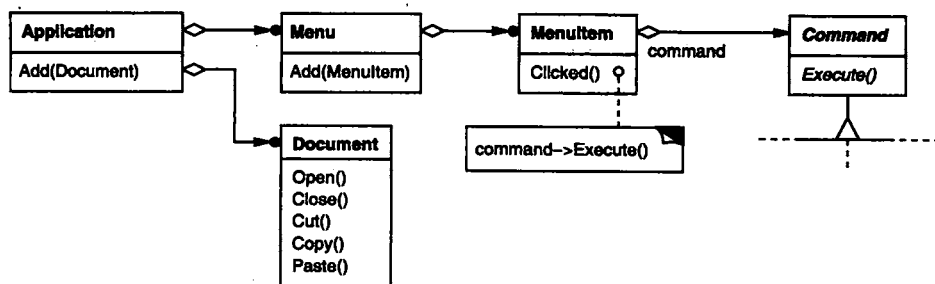 Application
Add(Document)
Menu
Add(MenuItem)
MenuItem
Clicked()
command
Command
Execute()
command->Execute()
Document
Open()
Close()
Cut()
Copy()
Paste()